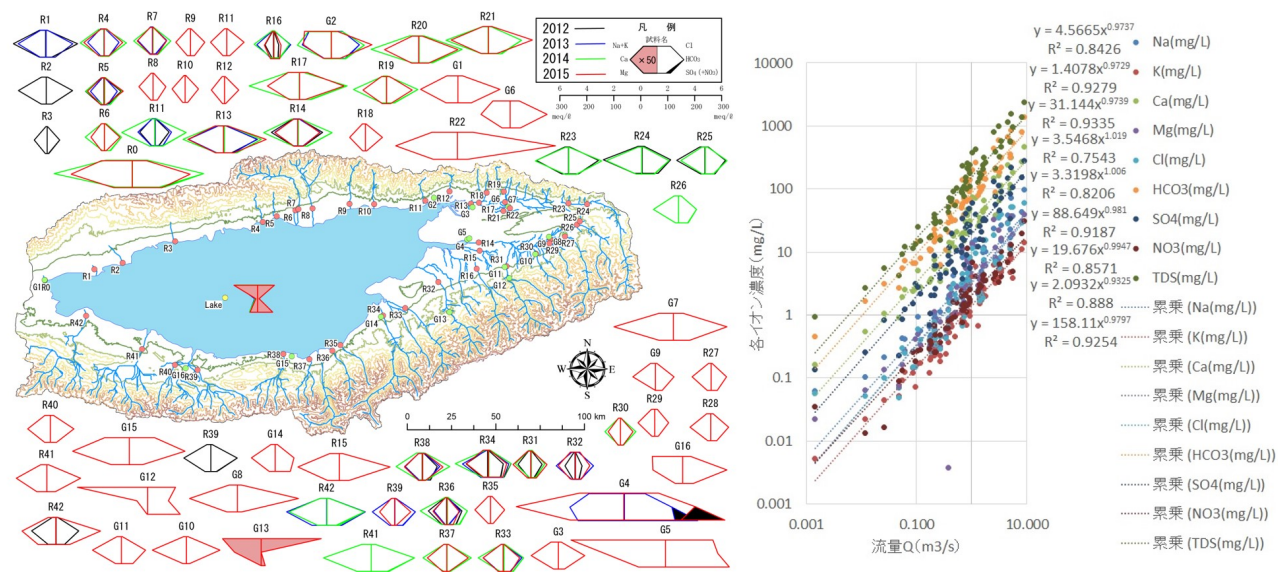 R1
R4
R7
R9
R11
R16
G2
R20
R21
2012
2013
2014
2015
凡 例
試料名
Na+K
Ca
Mg
Cl
HCO₃
SO₄ (+NO₃)
× 50
6 4 2 0 2 4 6
300
meq/ℓ
0
300
meq/ℓ
R2
R5
R8
R10
R12
R17
R19
G1
G6
R3
R6
R11
R13
R14
R18
R22
R0
R23
R24
R25
R26
R12
R19
R18
R11
G2
R13
G3
G6
G7
R17
R22
R21
R23
R24
R25
R7
R8
R9
R10
R6
R5
R4
R3
R2
R1
G1R0
G5
G4
R14
R15
R16
R30
G9
G8
R26
R27
R29
G10
R31
G11
G12
R32
Lake
R34
R33
G14
G13
R42
R41
R40
G16
R39
R38
G15
R37
R36
R35
N
W
E
S
0 25 50 100 km
G7
G9
R27
R40
G15
R39
G14
R15
R38
R34
R31
R32
R30
R29
R28
G16
R41
G12
G8
R42
R39
R36
R35
G4
R42
G11
G10
G13
R41
R37
R33
G3
G5
y = 4.5665x^0.9737
R² = 0.8426
y = 1.4078x^0.9729
R² = 0.9279
y = 31.144x^0.9739
R² = 0.9335
y = 3.5468x^1.019
R² = 0.7543
y = 3.3198x^1.006
R² = 0.8206
y = 88.649x^0.981
R² = 0.9187
y = 19.676x^0.9947
R² = 0.8571
y = 2.0932x^0.9325
R² = 0.888
y = 158.11x^0.9797
R² = 0.9254
各イオン濃度(mg/L)
10000
1000
100
10
1
0.1
0.01
0.001
0.001
0.100
10.000
流量Q(m3/s)
Na(mg/L)
K(mg/L)
Ca(mg/L)
Mg(mg/L)
Cl(mg/L)
HCO3(mg/L)
SO4(mg/L)
NO3(mg/L)
TDS(mg/L)
累乗 (Na(mg/L))
累乗 (K(mg/L))
累乗 (Ca(mg/L))
累乗 (Mg(mg/L))
累乗 (Cl(mg/L))
累乗 (HCO3(mg/L))
累乗 (SO4(mg/L))
累乗 (NO3(mg/L))
累乗 (TDS(mg/L))